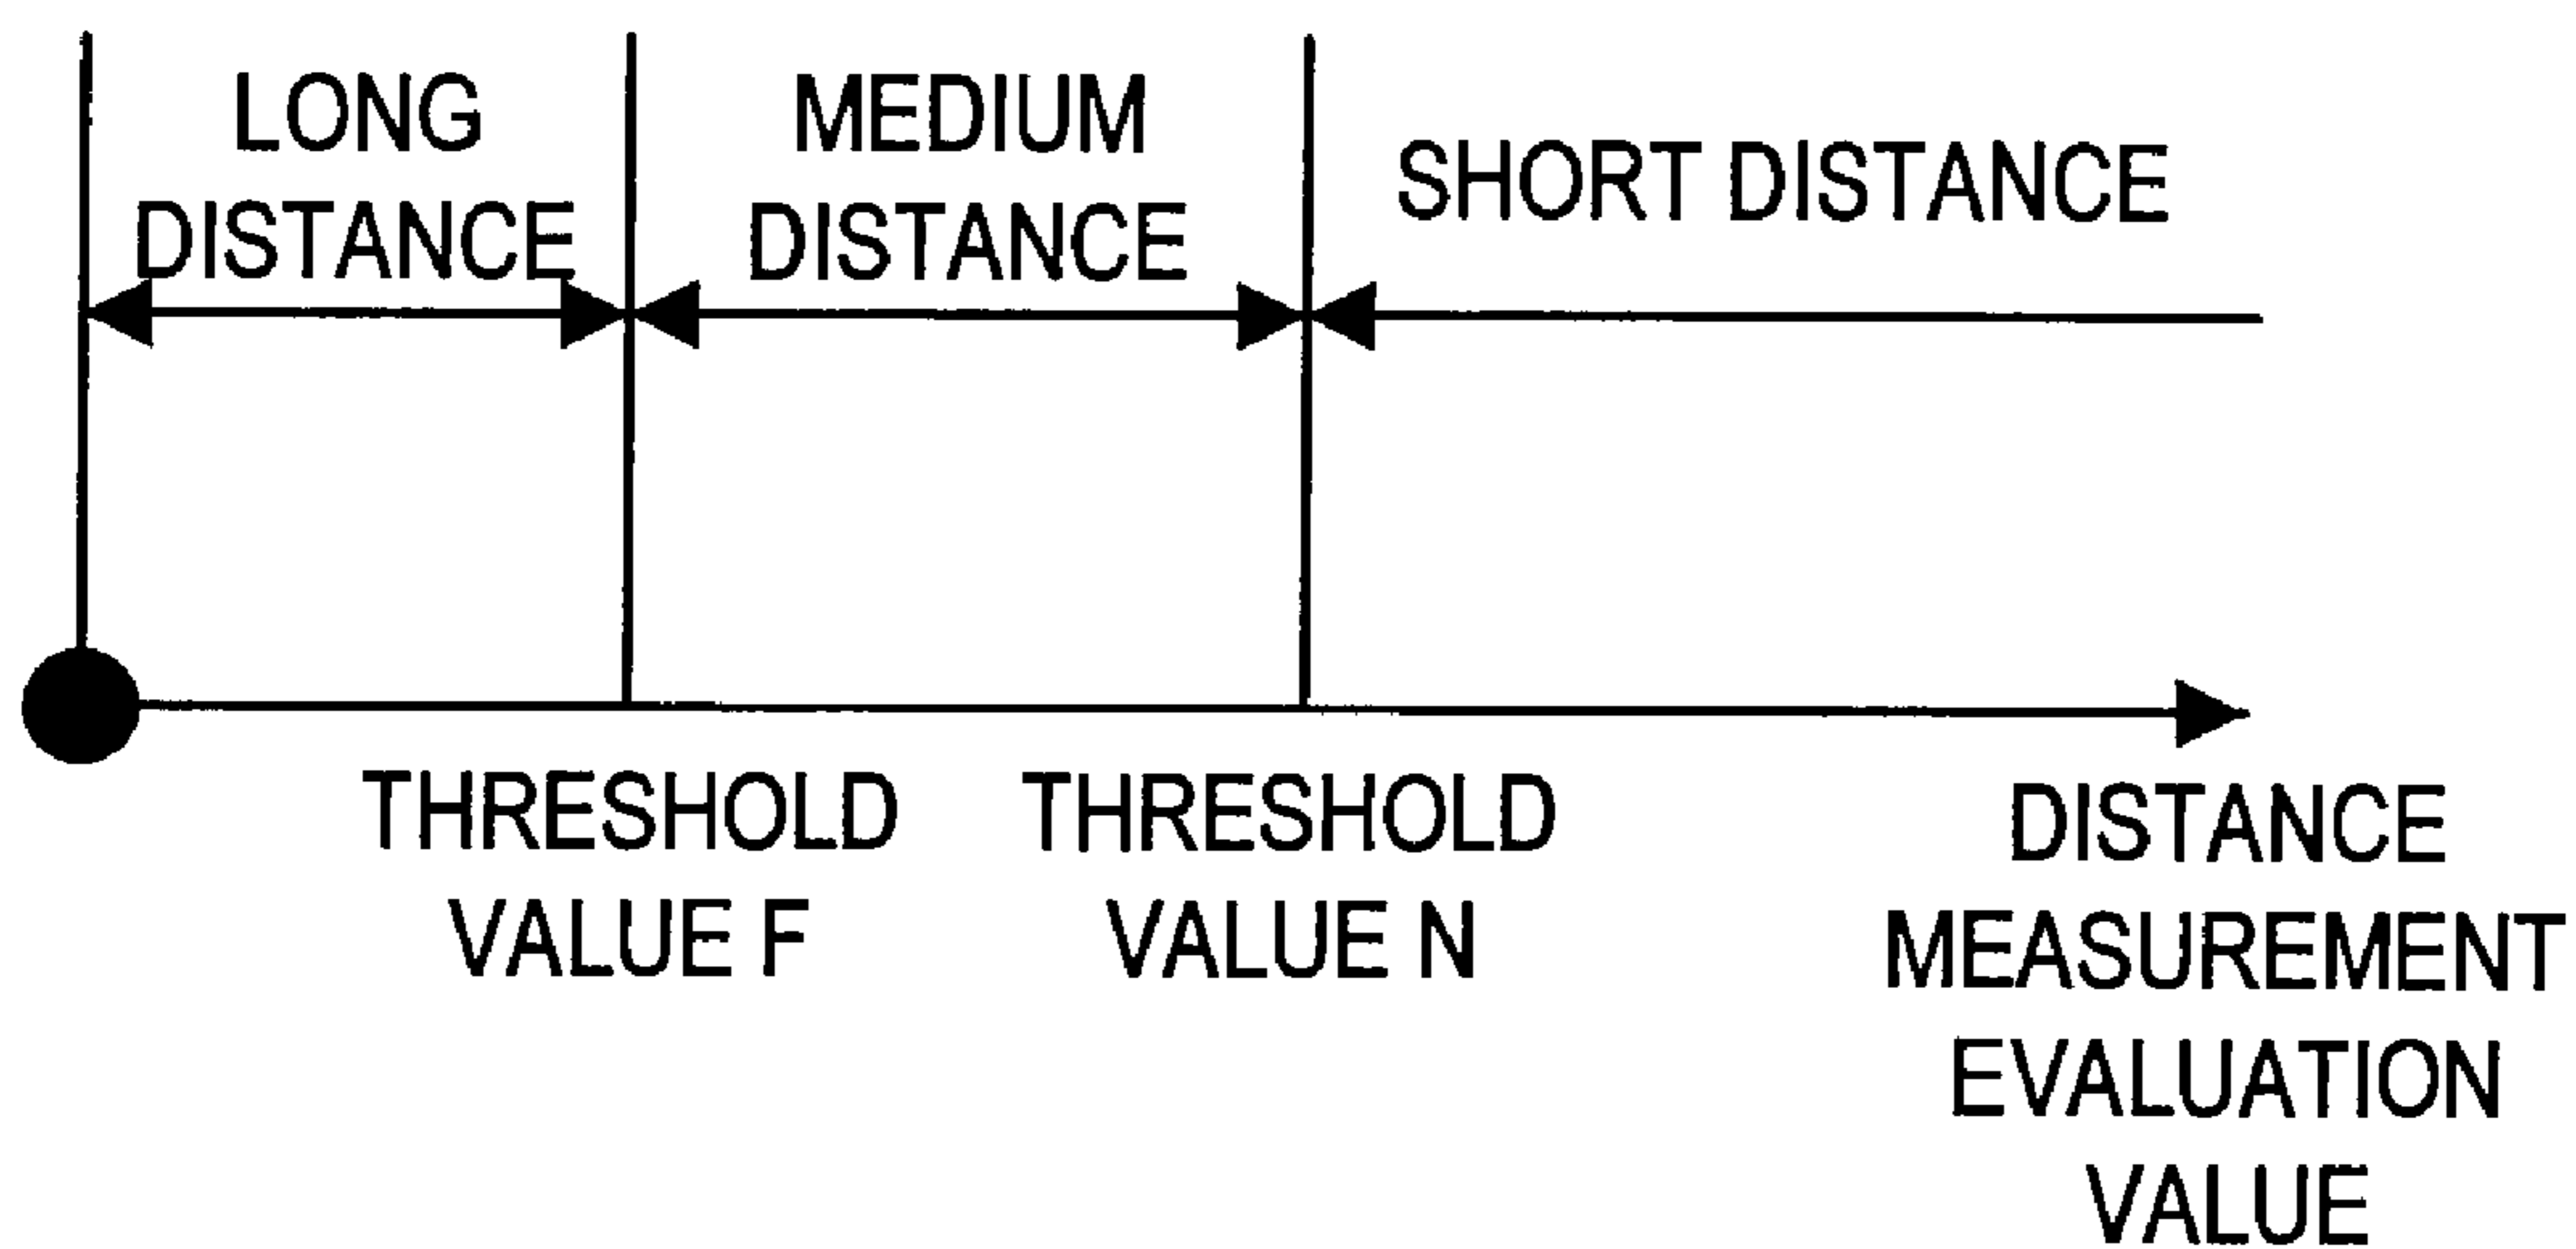 LONG
DISTANCE
MEDIUM
DISTANCE
SHORT DISTANCE
THRESHOLD
VALUE F
THRESHOLD
VALUE N
DISTANCE
MEASUREMENT
EVALUATION
VALUE